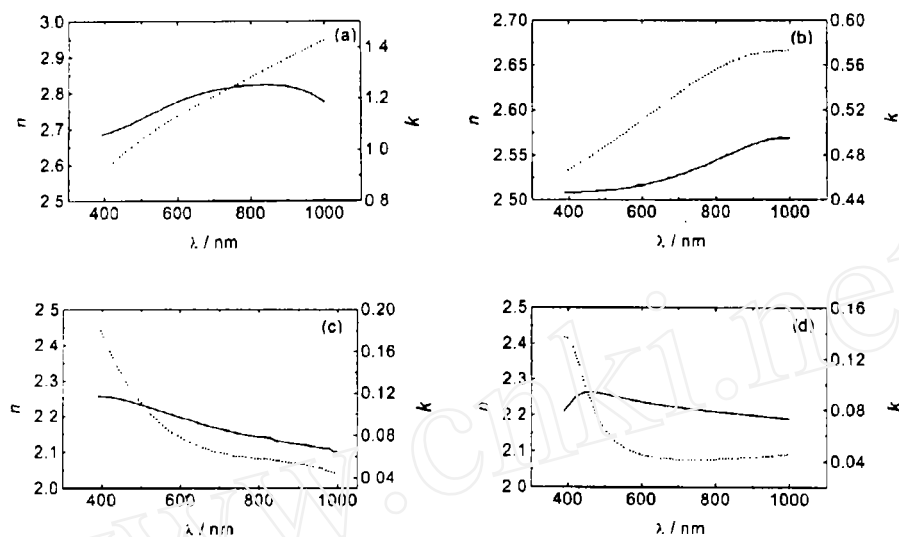 (a)
3.0
2.9
2.8
2.7
2.6
2.5
n
1.4
1.2
1.0
0.8
k
400 600 800 1000
λ / nm
(b)
2.70
2.65
2.60
2.55
2.50
n
0.60
0.56
0.52
0.48
0.44
k
400 600 800 1000
λ / nm
(c)
2.5
2.4
2.3
2.2
2.1
2.0
n
0.20
0.16
0.12
0.08
0.04
k
400 600 800 1000
λ / nm
(d)
2.5
2.4
2.3
2.2
2.1
2.0
n
0.16
0.12
0.08
0.04
k
400 600 800 1000
λ / nm
www.cnki.net